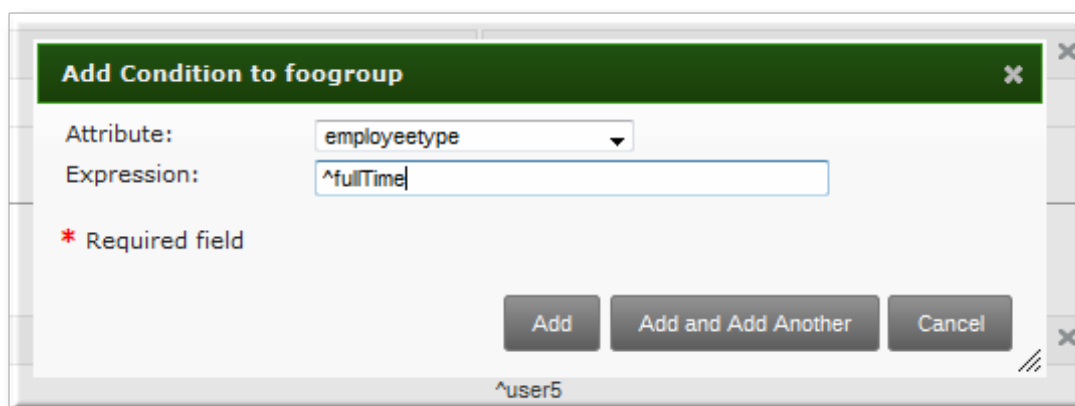 Add Condition to foogroup
Attribute: employeetype
Expression: ^fullTime
* Required field
Add Add and Add Another Cancel
^user5